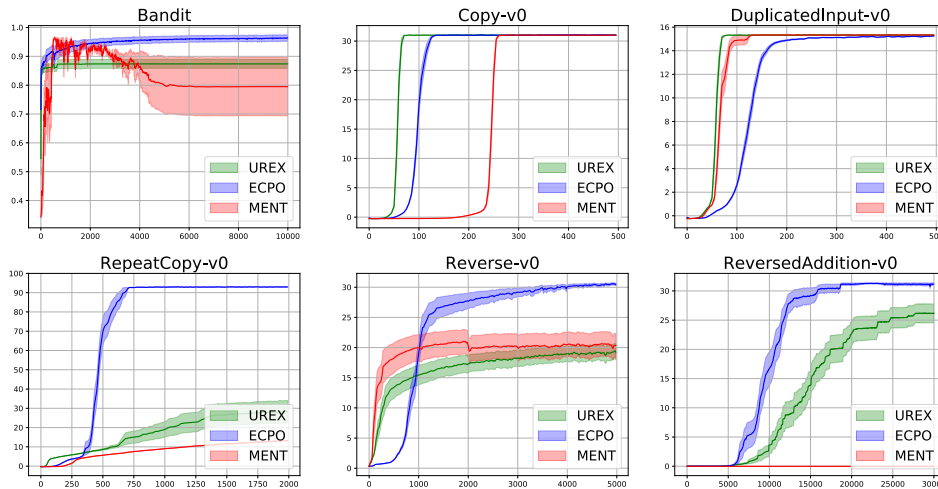 Bandit
1.0
0.9
0.8
0.7
0.6
0.5
0.4
0 2000 4000 6000 8000 10000
UREX
ECPO
MENT
Copy-v0
30
25
20
15
10
5
0
0 100 200 300 400 500
UREX
ECPO
MENT
DuplicatedInput-v0
16
14
12
10
8
6
4
2
0
0 100 200 300 400 500
UREX
ECPO
MENT
RepeatCopy-v0
100
90
80
70
60
50
40
30
20
10
0
0 250 500 750 1000 1250 1500 1750 2000
UREX
ECPO
MENT
Reverse-v0
30
25
20
15
10
5
0
0 1000 2000 3000 4000 5000
UREX
ECPO
MENT
ReversedAddition-v0
30
25
20
15
10
5
0
0 5000 10000 15000 20000 25000 30000
UREX
ECPO
MENT